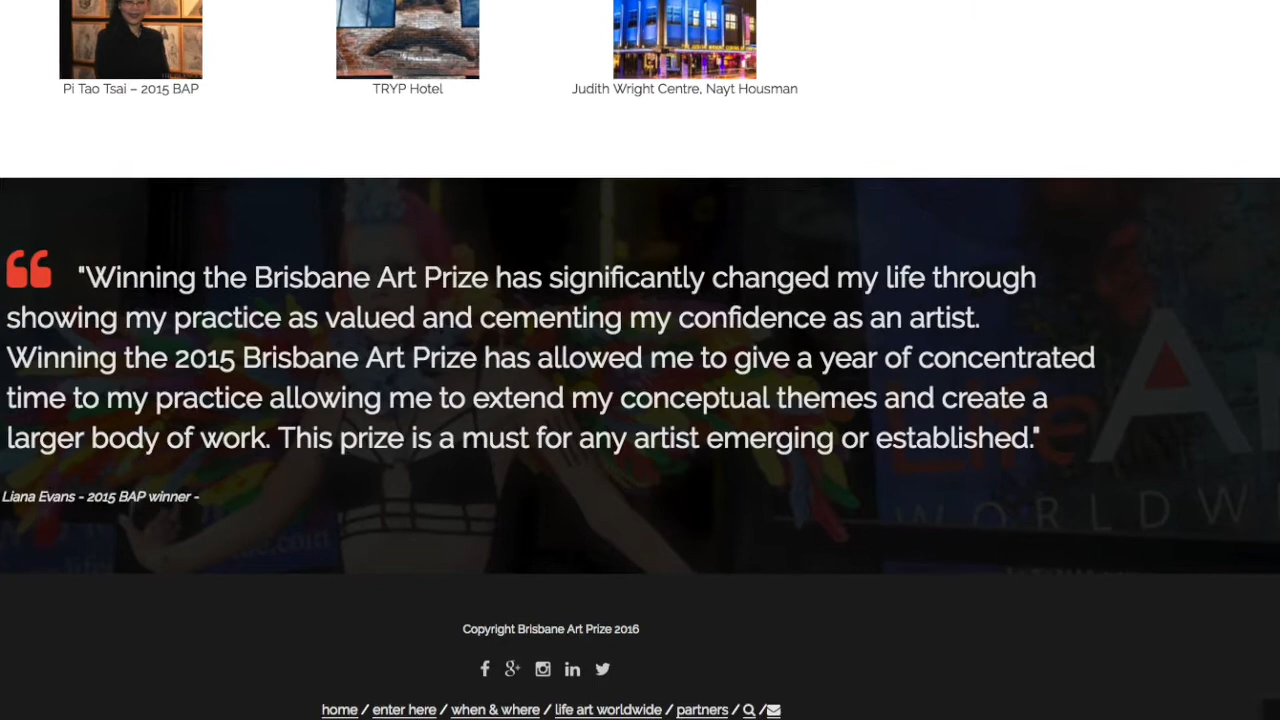 Pi Tao Tsai – 2015 BAP
TRYP Hotel
Judith Wright Centre, Nayt Housman
"Winning the Brisbane Art Prize has significantly changed my life through
showing my practice as valued and cementing my confidence as an artist.
Winning the 2015 Brisbane Art Prize has allowed me to give a year of concentrated
time to my practice allowing me to extend my conceptual themes and create a
larger body of work. This prize is a must for any artist emerging or established."
WORLDW
Liana Evans - 2015 BAP winner -
Copyright Brisbane Art Prize 2016
home / enter here / when & where / life art worldwide / partners / /